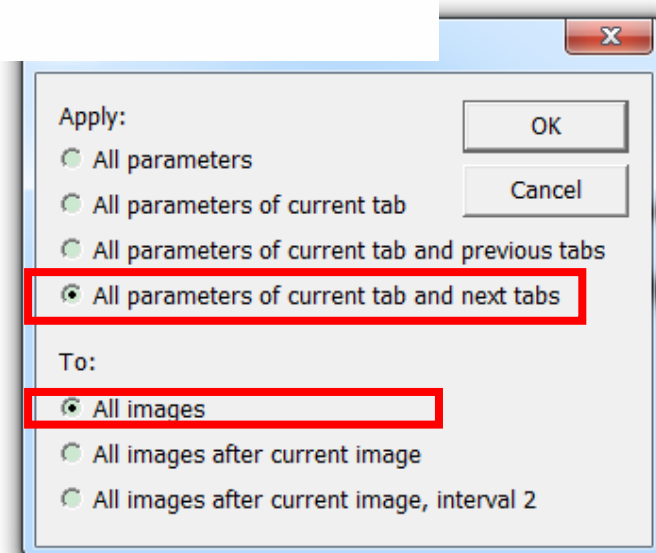 Apply:
OK
All parameters
Cancel
All parameters of current tab
All parameters of current tab and previous tabs
All parameters of current tab and next tabs
To:
All images
All images after current image
All images after current image, interval 2